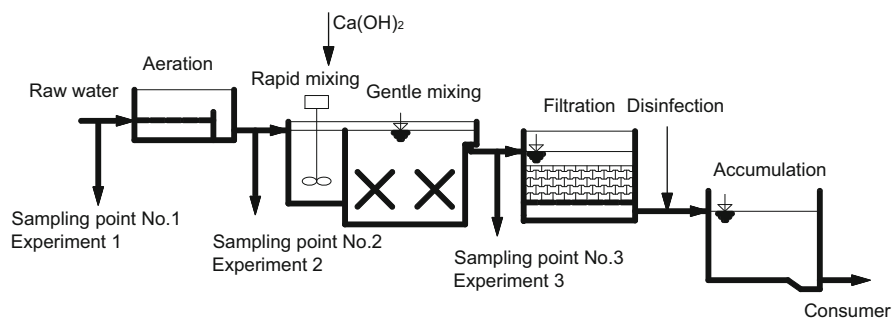 Ca(OH)₂
Aeration
Rapid mixing
Raw water
Gentle mixing
Filtration
Disinfection
Accumulation
Sampling point No.1
Experiment 1
Sampling point No.2
Experiment 2
Sampling point No.3
Experiment 3
Consumer